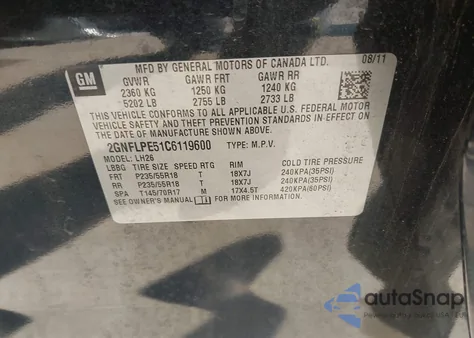 MFD BY GENERAL MOTORS OF CANADA LTD. 08/11
GM
GVWR GAWR FRT GAWR RR
2360 KG 1250 KG 1240 KG
5202 LB 2755 LB 2733 LB
THIS VEHICLE CONFORMS TO ALL APPLICABLE U.S. FEDERAL MOTOR
VEHICLE SAFETY AND THEFT PREVENTION STANDARDS IN EFFECT ON
THE DATE OF MANUFACTURE SHOWN ABOVE.
2GNFLPE51C6119600 TYPE: M.P.V.
MODEL: LH26
LBBG TIRE SIZE SPEED RTG RIM COLD TIRE PRESSURE
FRT P235/55R18 T 18X7J 240KPA(35PSI)
RR P235/55R18 T 18X7J 240KPA(35PSI)
SPA T145/70R17 M 17X4.5T 420KPA(60PSI)
SEE OWNER'S MANUAL FOR MORE INFORMATION
autoSnap